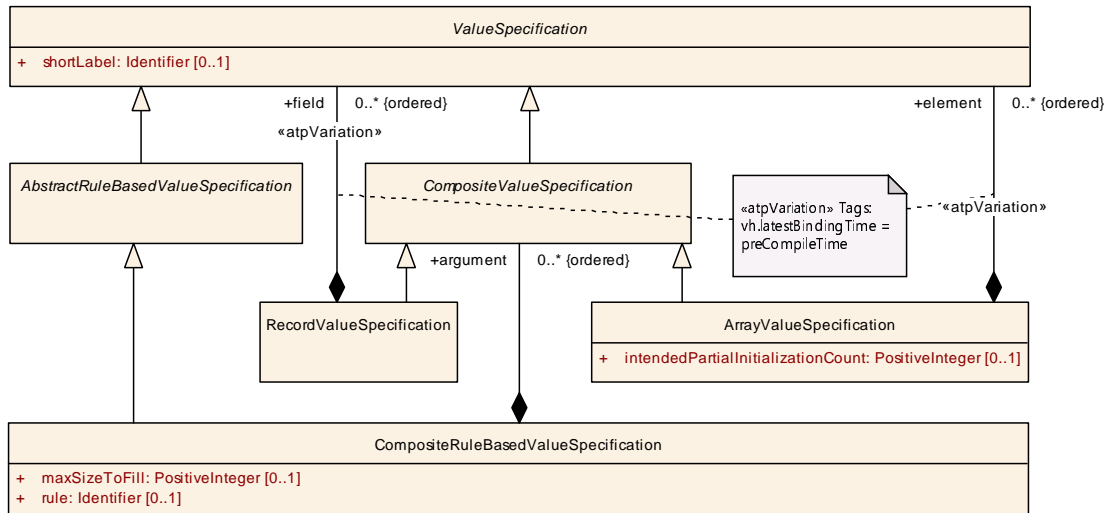 ValueSpecification
+ shortLabel: Identifier [0..1]
+field 0..* {ordered}
+element 0..* {ordered}
«atpVariation»
AbstractRuleBasedValueSpecification
CompositeValueSpecification
«atpVariation» Tags:
vh.latestBindingTime =
preCompileTime
«atpVariation»
+argument 0..* {ordered}
RecordValueSpecification
ArrayValueSpecification
+ intendedPartialInitializationCount: PositiveInteger [0..1]
CompositeRuleBasedValueSpecification
+ maxSizeToFill: PositiveInteger [0..1]
+ rule: Identifier [0..1]